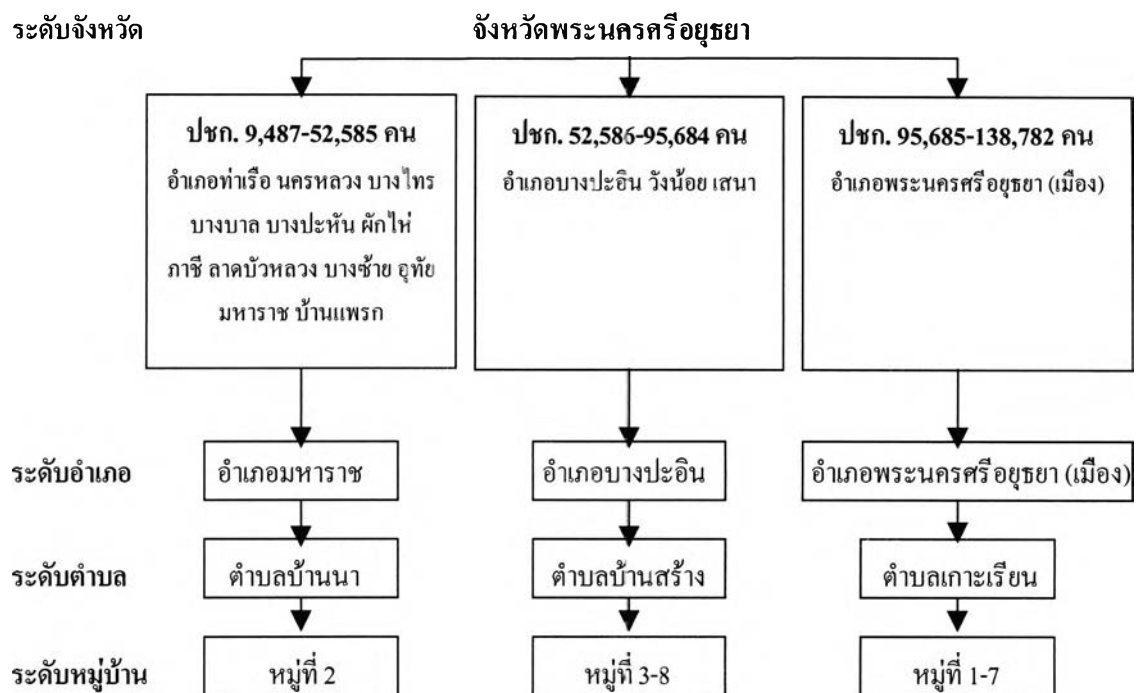 ระดับจังหวัด
จังหวัดพระนครศรีอยุธยา
ปชก. 9,487-52,585 คน
อำเภอท่าเรือ นครหลวง บางไทร
บางบาล บางปะหัน ผักไห่
ภาชี ลาดบัวหลวง บางซ้าย อุทัย
มหาราช บ้านแพรก
ปชก. 52,586-95,684 คน
อำเภอบางปะอิน วังน้อย เสนา
ปชก. 95,685-138,782 คน
อำเภอพระนครศรีอยุธยา (เมือง)
ระดับอำเภอ
อำเภอมหาราช
อำเภอบางปะอิน
อำเภอพระนครศรีอยุธยา (เมือง)
ระดับตำบล
ตำบลบ้านนา
ตำบลบ้านสร้าง
ตำบลเกาะเรียน
ระดับหมู่บ้าน
หมู่ที่ 2
หมู่ที่ 3-8
หมู่ที่ 1-7